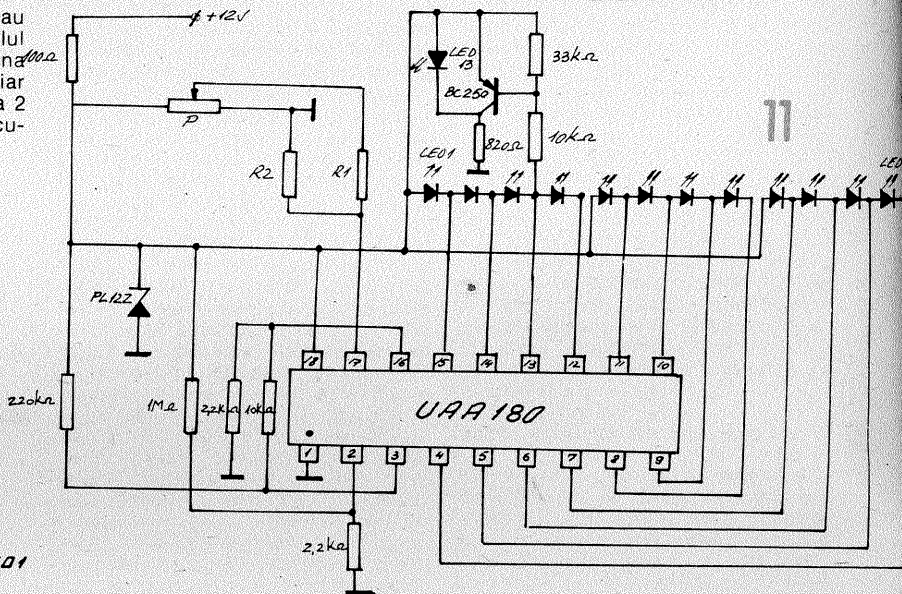 au
lul
na
iar
a 2
cu-
+12V
100Ω
P
R2
R1
LED
13
BC250
33kΩ
10kΩ
820Ω
LED1
LED
11
PL12Z
220kΩ
1MΩ
2,2kΩ
10kΩ
18
17
16
15
14
13
12
11
10
UAA180
1
2
3
4
5
6
7
8
9
2,2kΩ